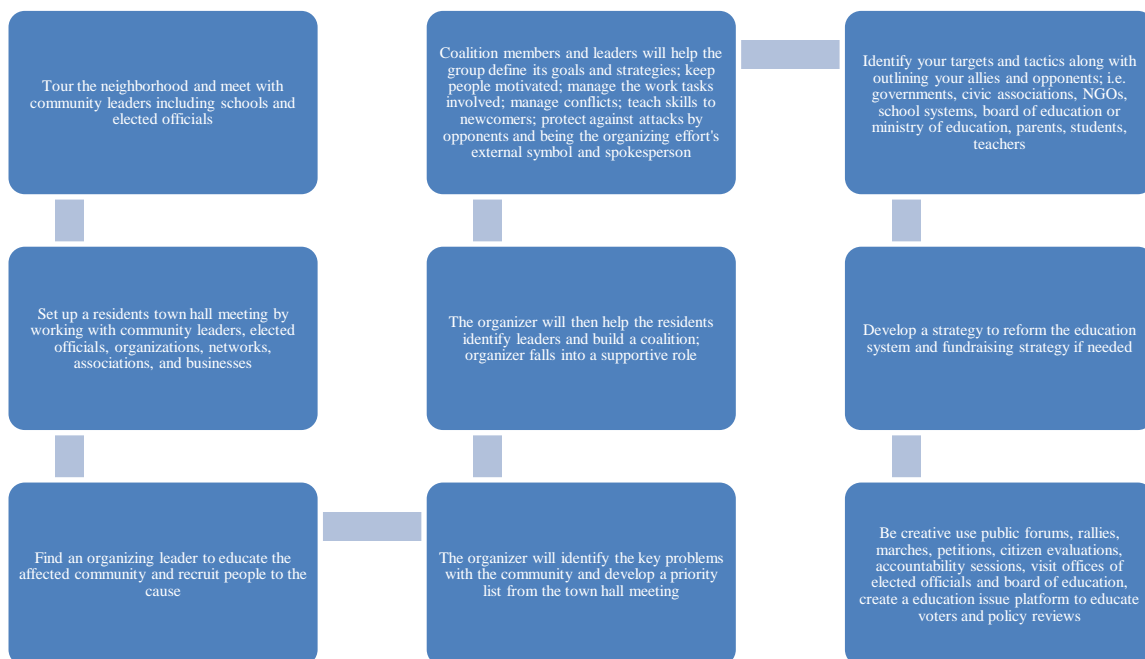 Tour the neighborhood and meet with
community leaders including schools and
elected officials
Set up a residents town hall meeting by
working with community leaders, elected
officials, organizations, networks,
associations, and businesses
Find an organizing leader to educate the
affected community and recruit people to the
cause
The organizer will identify the key problems
with the community and develop a priority
list from the town hall meeting
The organizer will then help the residents
identify leaders and build a coalition;
organizer falls into a supportive role
Coalition members and leaders will help the
group define its goals and strategies; keep
people motivated; manage the work tasks
involved; manage conflicts; teach skills to
newcomers; protect against attacks by
opponents and being the organizing effort's
external symbol and spokesperson
Identify your targets and tactics along with
outlining your allies and opponents; i.e.
governments, civic associations, NGOs,
school systems, board of education or
ministry of education, parents, students,
teachers
Develop a strategy to reform the education
system and fundraising strategy if needed
Be creative use public forums, rallies,
marches, petitions, citizen evaluations,
accountability sessions, visit offices of
elected officials and board of education,
create a education issue platform to educate
voters and policy reviews